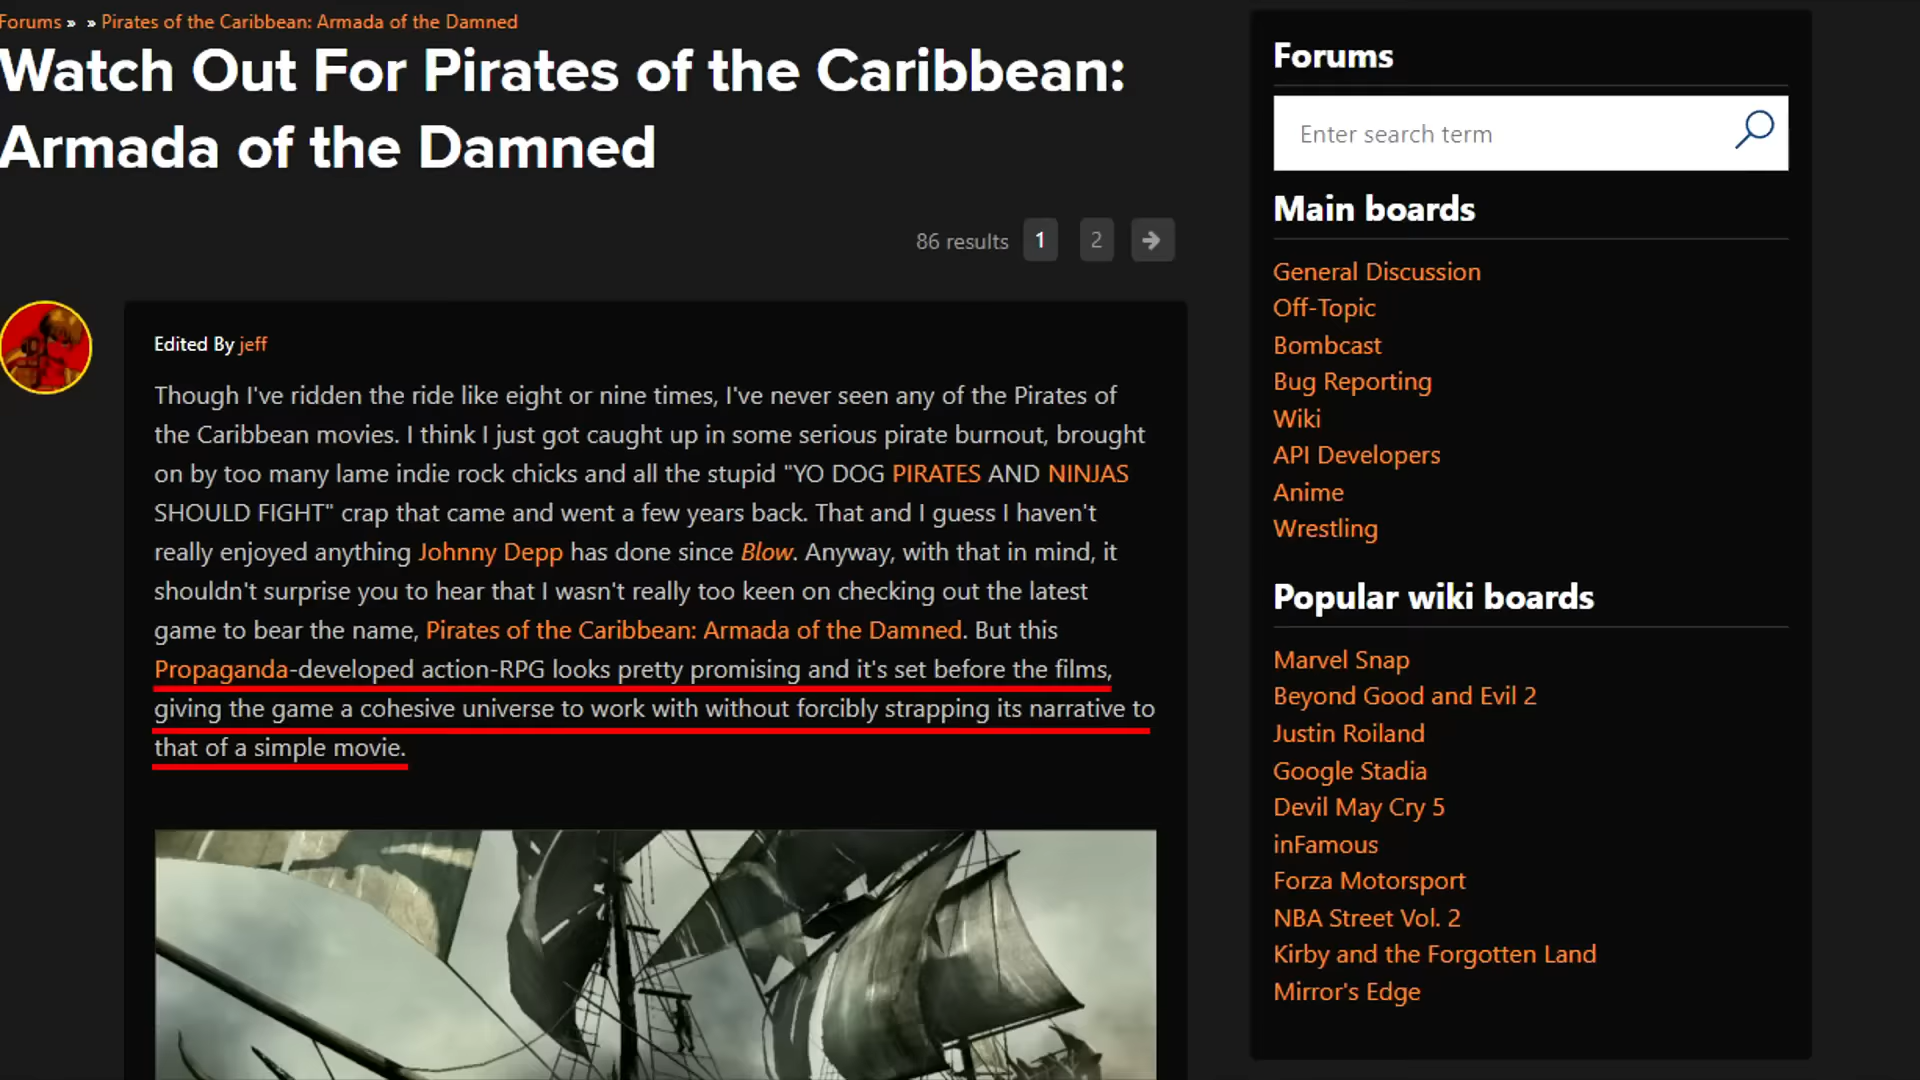 Forums » » Pirates of the Caribbean: Armada of the Damned
Watch Out For Pirates of the Caribbean:
Armada of the Damned
86 results 1 2
Edited By jeff
Though I've ridden the ride like eight or nine times, I've never seen any of the Pirates of
the Caribbean movies. I think I just got caught up in some serious pirate burnout, brought
on by too many lame indie rock chicks and all the stupid "YO DOG PIRATES AND NINJAS
SHOULD FIGHT" crap that came and went a few years back. That and I guess I haven't
really enjoyed anything Johnny Depp has done since Blow. Anyway, with that in mind, it
shouldn't surprise you to hear that I wasn't really too keen on checking out the latest
game to bear the name, Pirates of the Caribbean: Armada of the Damned. But this
Propaganda-developed action-RPG looks pretty promising and it's set before the films,
giving the game a cohesive universe to work with without forcibly strapping its narrative to
that of a simple movie.
Forums
Enter search term
Main boards
General Discussion
Off-Topic
Bombcast
Bug Reporting
Wiki
API Developers
Anime
Wrestling
Popular wiki boards
Marvel Snap
Beyond Good and Evil 2
Justin Roiland
Google Stadia
Devil May Cry 5
inFamous
Forza Motorsport
NBA Street Vol. 2
Kirby and the Forgotten Land
Mirror's Edge